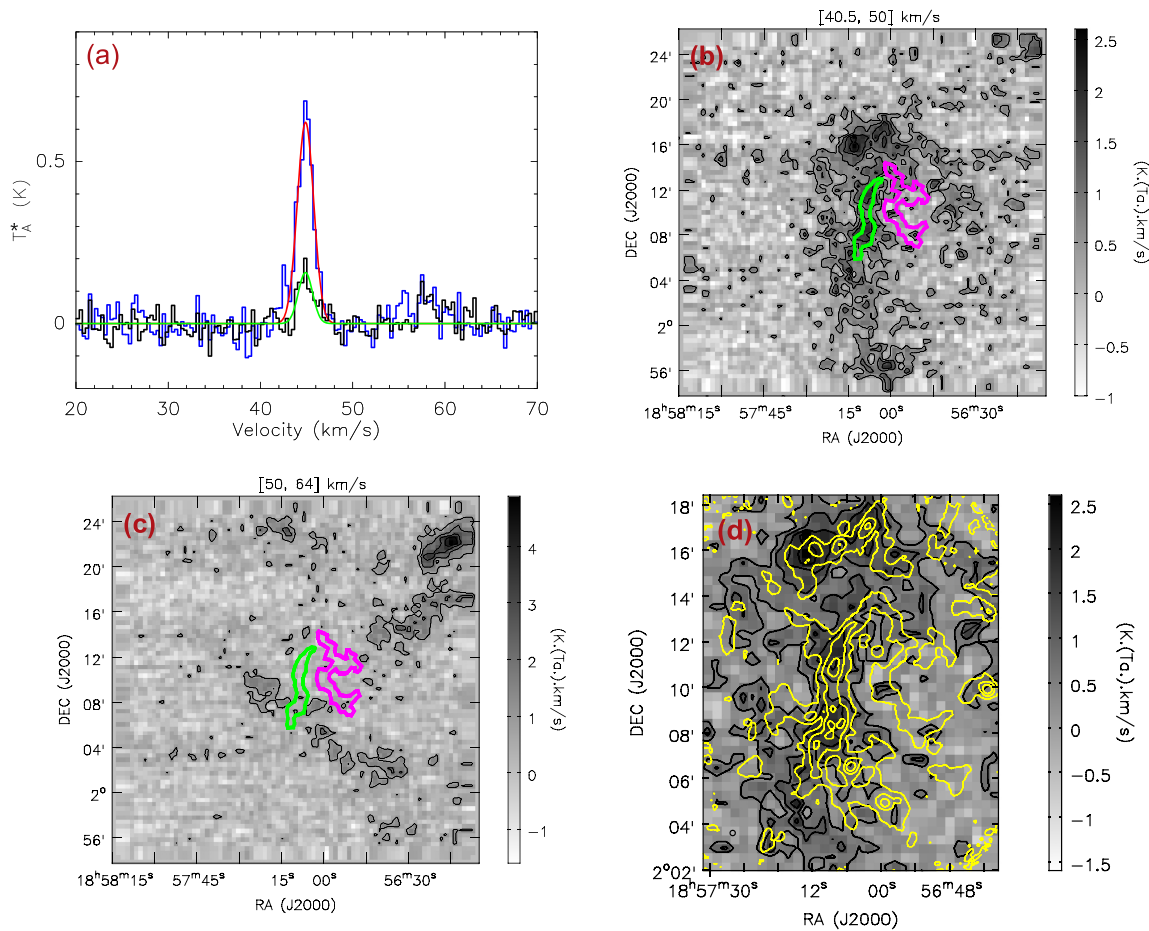 (a)
0.5
0
T_A^* (K)
20 30 40 50 60 70
Velocity (km/s)
[40.5, 50] km/s
(b)
24'
20'
16'
12'
08'
04'
2°
56'
DEC (J2000)
18ʰ58ᵐ15ˢ 57ᵐ45ˢ 15ˢ 00ˢ 56ᵐ30ˢ
RA (J2000)
2.5
2
1.5
1
0.5
0
−0.5
−1
(K.(Ta).km/s)
[50, 64] km/s
(c)
24'
20'
16'
12'
08'
04'
2°
56'
DEC (J2000)
18ʰ58ᵐ15ˢ 57ᵐ45ˢ 15ˢ 00ˢ 56ᵐ30ˢ
RA (J2000)
4
3
2
1
0
−1
(K.(Ta).km/s)
(d)
18'
16'
14'
12'
10'
08'
06'
04'
2°02'
DEC (J2000)
18ʰ57ᵐ30ˢ 12ˢ 00ˢ 56ᵐ48ˢ
RA (J2000)
2.5
2
1.5
1
0.5
0
−0.5
−1
−1.5
(K.(Ta).km/s)